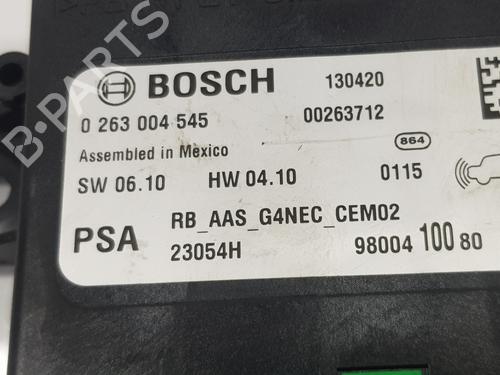 BOSCH 130420
0 263 004 545 00263712
Assembled in Mexico 864
SW 06.10 HW 04.10 0115
RB_AAS_G4NEC_CEM02
PSA 23054H 98004 100 80
B-PARTS